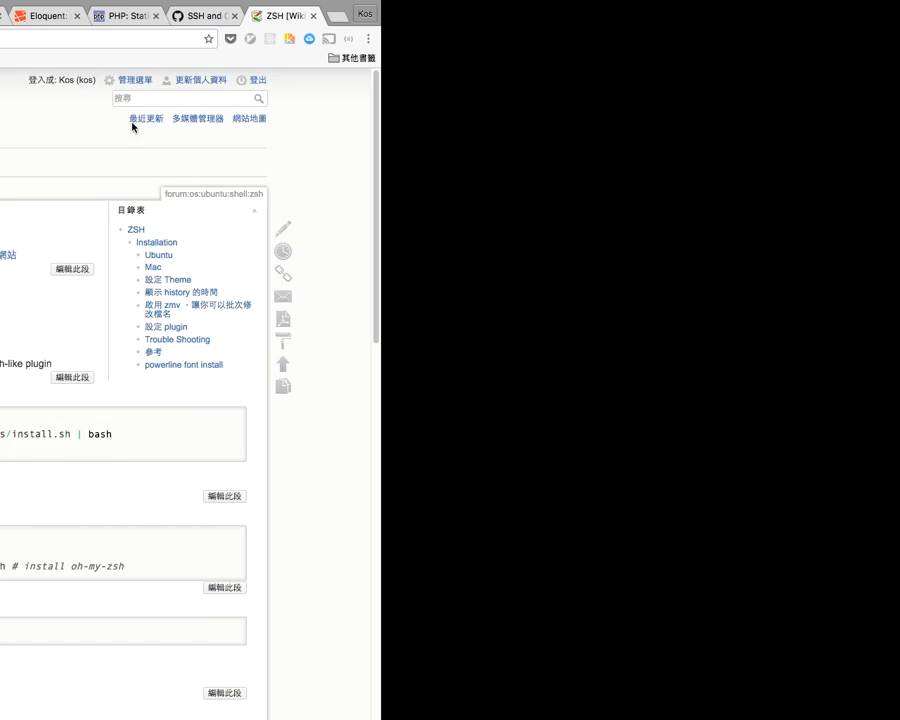 Eloquent: PHP: Stati SSH and G ZSH [Wiki Kos
其他書籤
登入成: Kos (kos) 管理選單 更新個人資料 登出
搜尋
最近更新 多媒體管理器 網站地圖
forum:os:ubuntu:shell:zsh
目錄表
ZSH
Installation
Ubuntu
Mac
設定 Theme
顯示 history 的時間
啟用 zmv ，讓你可以批次修
改檔名
設定 plugin
Trouble Shooting
參考
powerline font install
網站
編輯此段
h-like plugin
編輯此段
s/install.sh | bash
編輯此段
h # install oh-my-zsh
編輯此段
編輯此段